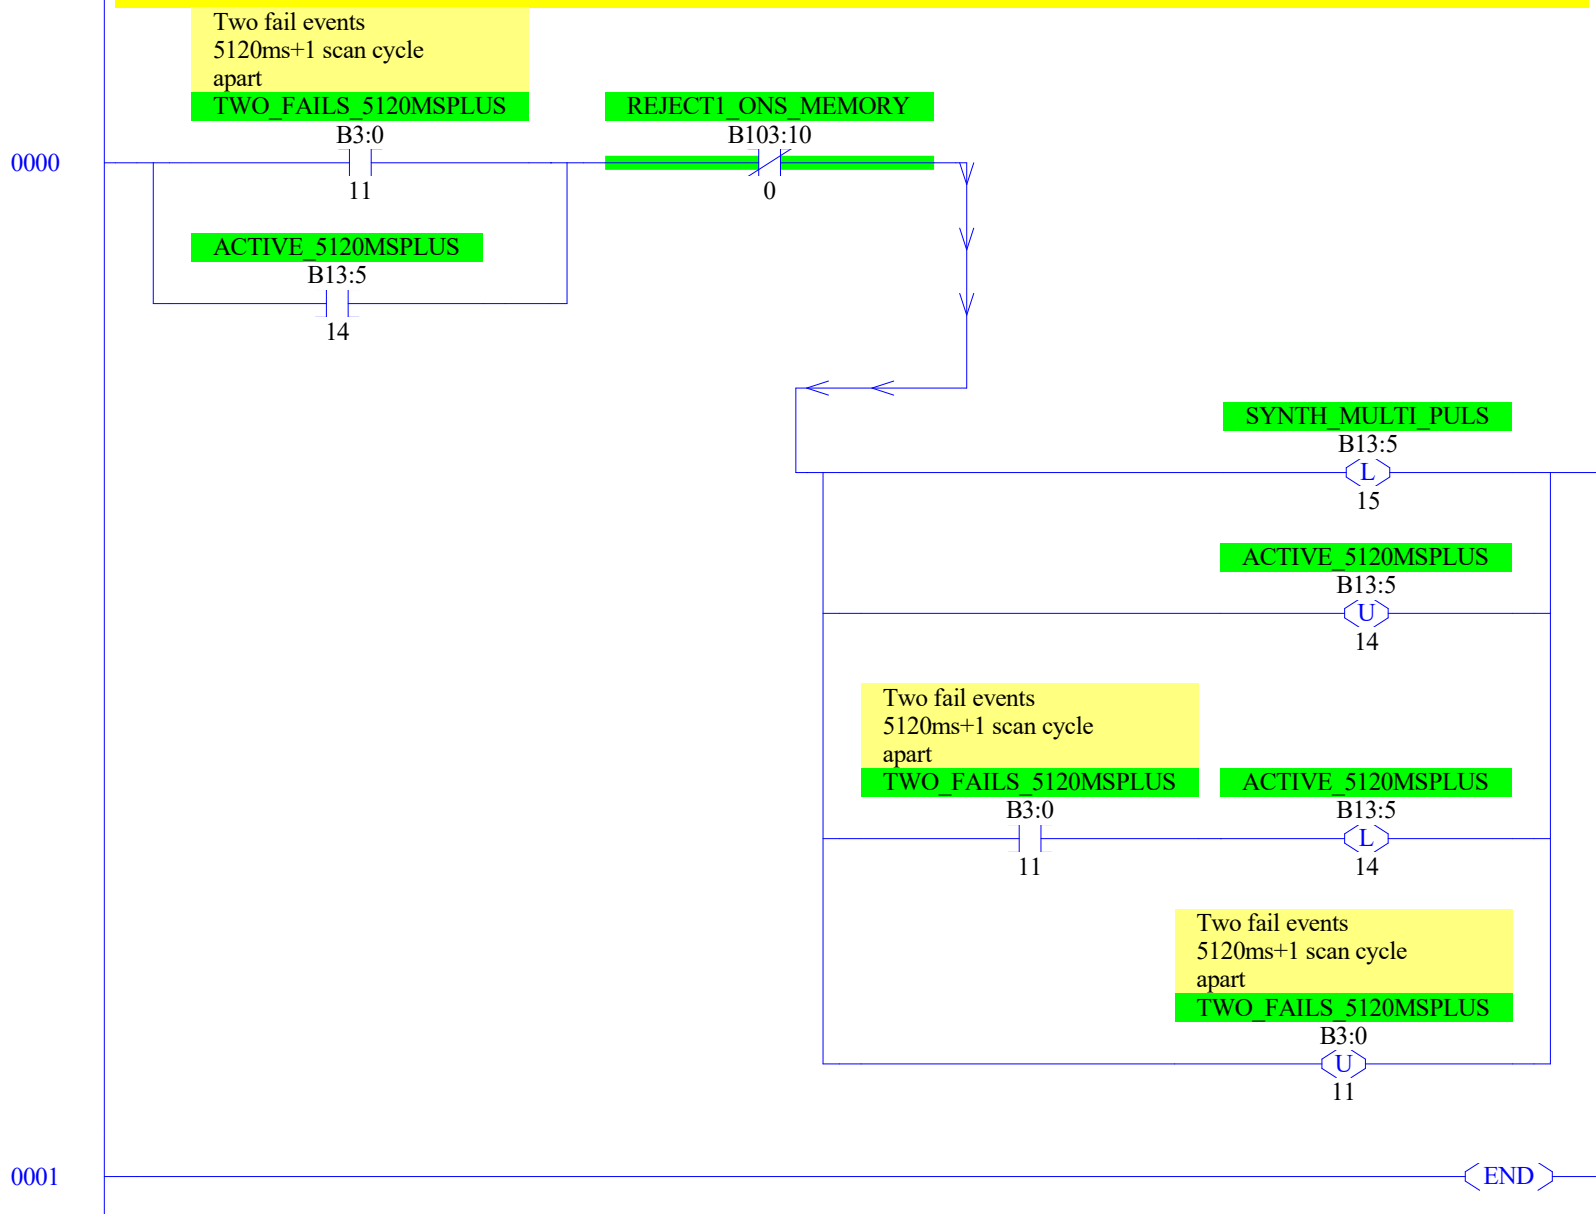 Two fail events
5120ms+1 scan cycle
apart
TWO_FAILS_5120MSPLUS
B3:0
11
REJECT1_ONS_MEMORY
B103:10
0
0000
ACTIVE_5120MSPLUS
B13:5
14
SYNTH_MULTI_PULS
B13:5
L
15
ACTIVE_5120MSPLUS
B13:5
U
14
Two fail events
5120ms+1 scan cycle
apart
TWO_FAILS_5120MSPLUS
B3:0
11
ACTIVE_5120MSPLUS
B13:5
L
14
Two fail events
5120ms+1 scan cycle
apart
TWO_FAILS_5120MSPLUS
B3:0
U
11
0001
END